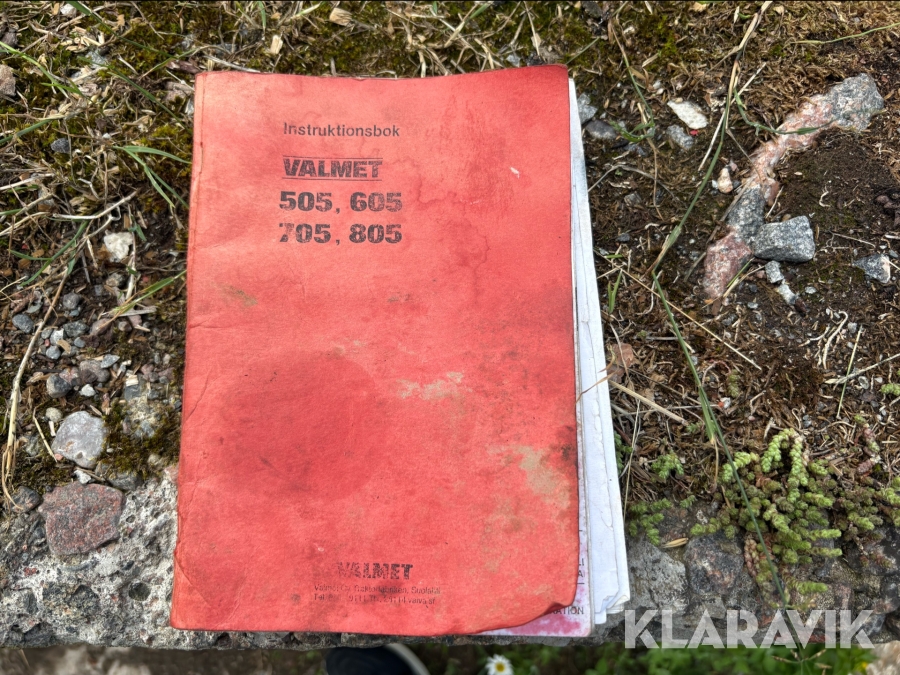 Instruktionsbok
VALMET
505, 605
705, 805
VALMET
KLARAVIK